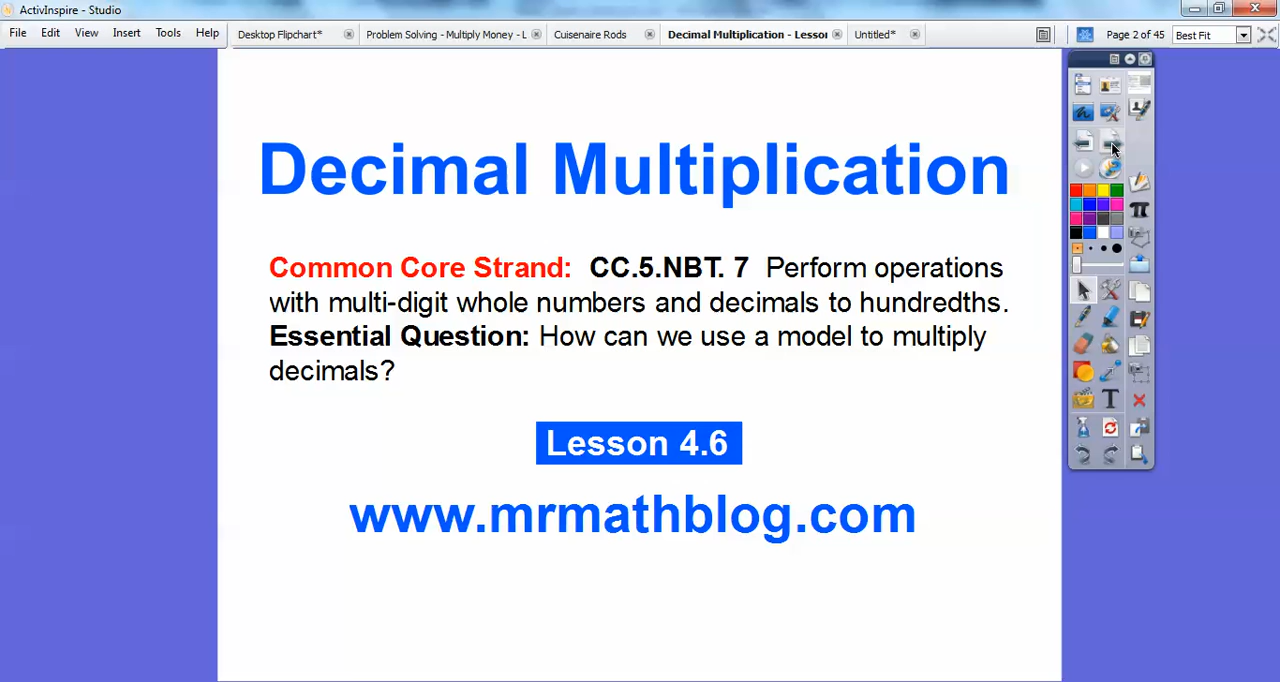 ActivInspire - Studio
File Edit View Insert Tools Help
Desktop Flipchart* Problem Solving - Multiply Money - L Cuisenaire Rods Decimal Multiplication - Lesson Untitled* Page 2 of 45 Best Fit
Decimal Multiplication
Common Core Strand: CC.5.NBT. 7 Perform operations
with multi-digit whole numbers and decimals to hundredths.
Essential Question: How can we use a model to multiply
decimals?
Lesson 4.6
www.mrmathblog.com